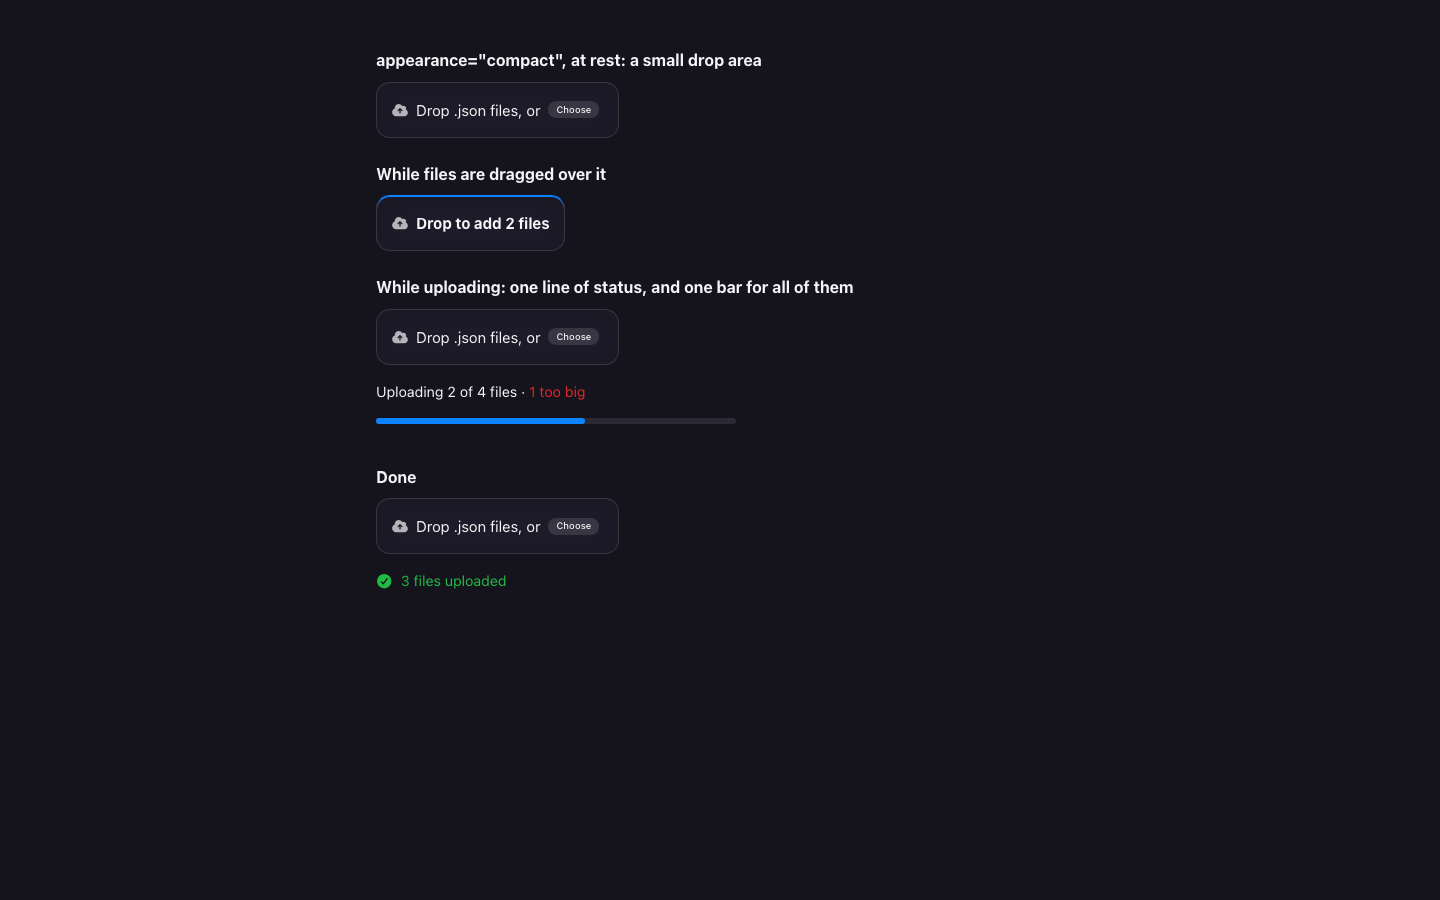 appearance="compact", at rest: a small drop area
Drop .json files, or Choose
While files are dragged over it
Drop to add 2 files
While uploading: one line of status, and one bar for all of them
Drop .json files, or Choose
Uploading 2 of 4 files · 1 too big
Done
Drop .json files, or Choose
3 files uploaded